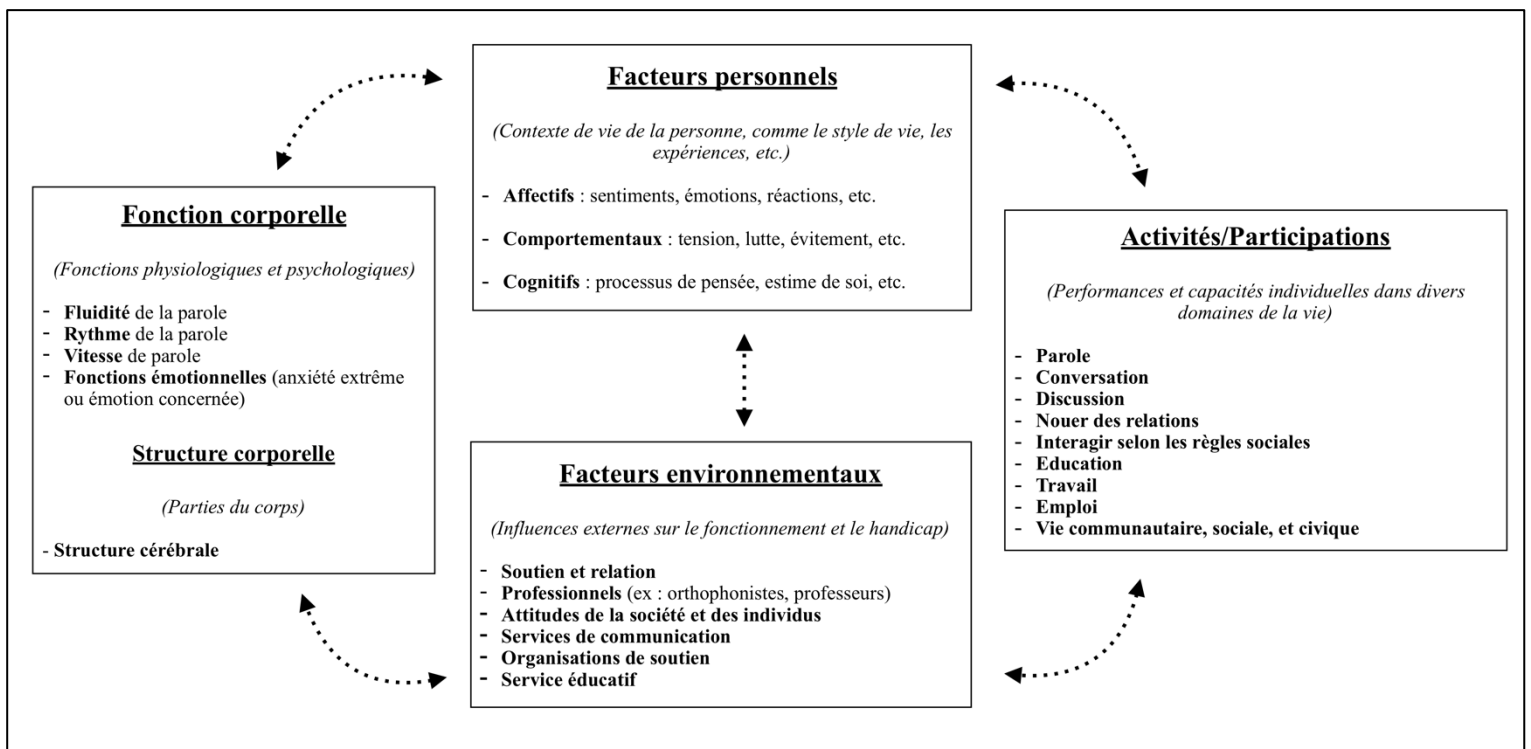 Facteurs personnels
(Contexte de vie de la personne, comme le style de vie, les
expériences, etc.)
- Affectifs : sentiments, émotions, réactions, etc.
- Comportementaux : tension, lutte, évitement, etc.
- Cognitifs : processus de pensée, estime de soi, etc.
Fonction corporelle
(Fonctions physiologiques et psychologiques)
- Fluidité de la parole
- Rythme de la parole
- Vitesse de parole
- Fonctions émotionnelles (anxiété extrême
ou émotion concernée)
Structure corporelle
(Parties du corps)
- Structure cérébrale
Activités/Participations
(Performances et capacités individuelles dans divers
domaines de la vie)
- Parole
- Conversation
- Discussion
- Nouer des relations
- Interagir selon les règles sociales
- Education
- Travail
- Emploi
- Vie communautaire, sociale, et civique
Facteurs environnementaux
(Influences externes sur le fonctionnement et le handicap)
- Soutien et relation
- Professionnels (ex : orthophonistes, professeurs)
- Attitudes de la société et des individus
- Services de communication
- Organisations de soutien
- Service éducatif